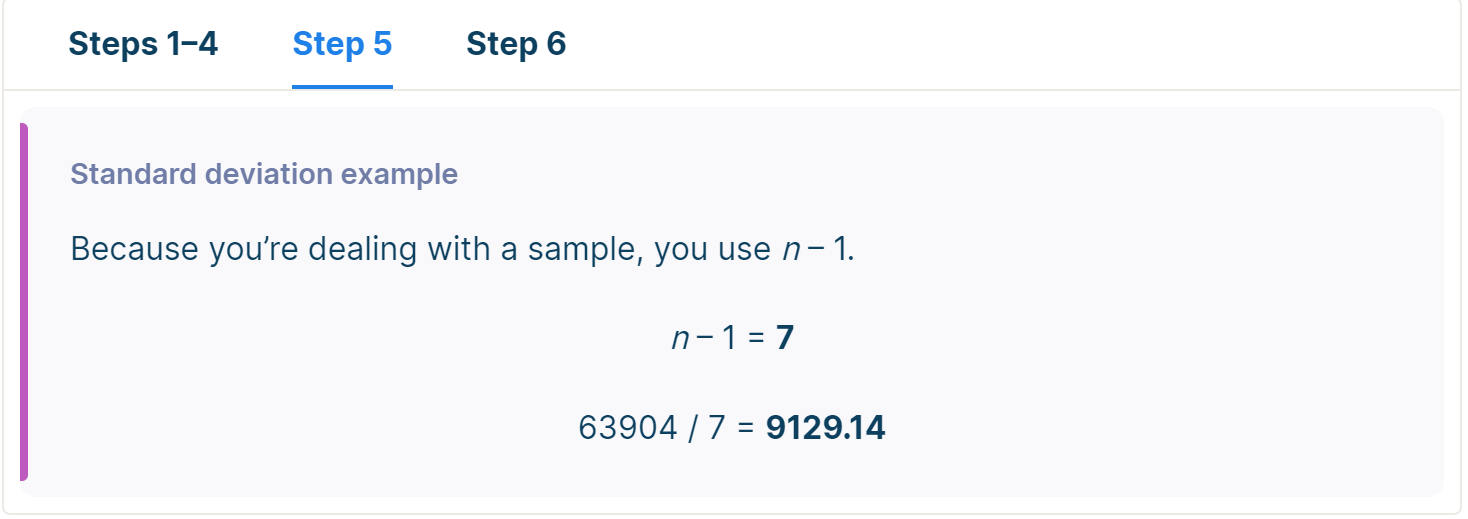 Steps 1–4 Step 5 Step 6
Standard deviation example
Because you’re dealing with a sample, you use n – 1.
n – 1 = 7
63904 / 7 = 9129.14